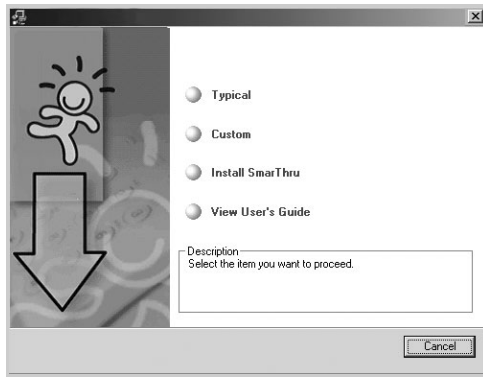 Typical
Custom
Install SmarThru
View User's Guide
Description
Select the item you want to proceed.
Cancel